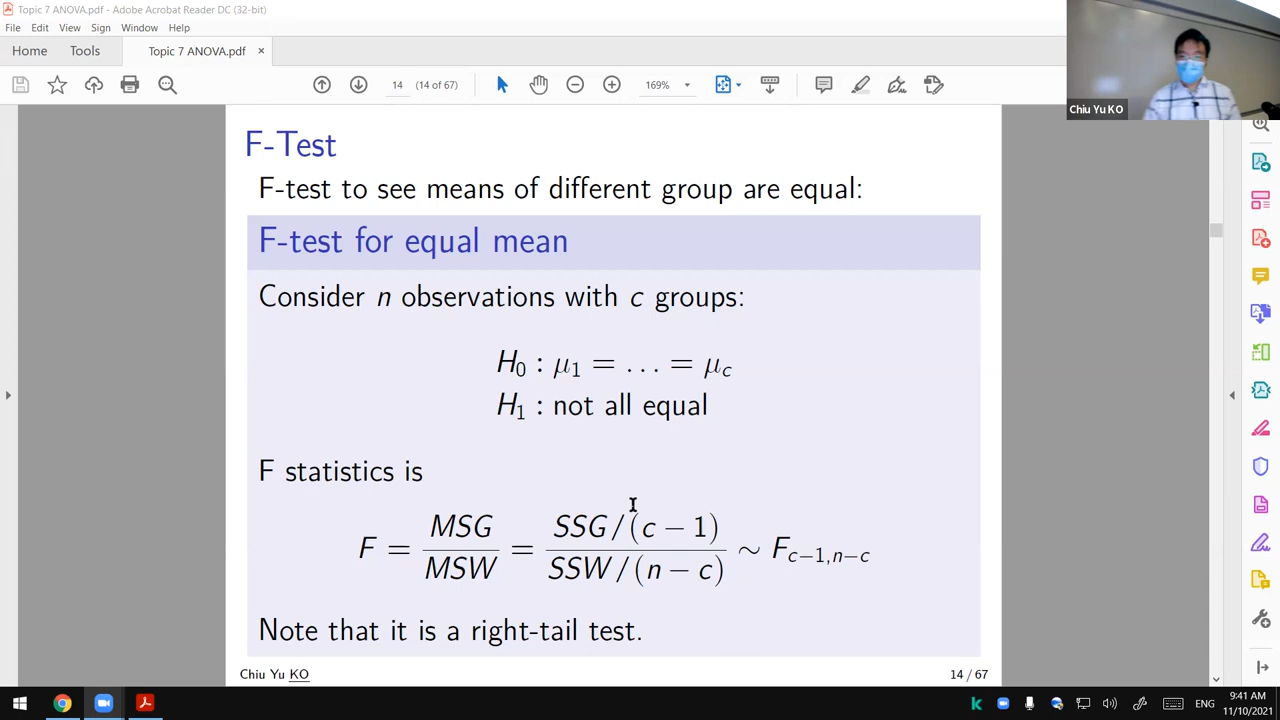 Topic 7 ANOVA.pdf - Adobe Acrobat Reader DC (32-bit)
File Edit View Sign Window Help
Home Tools Topic 7 ANOVA.pdf ×
14 (14 of 67) 169%
Chiu Yu KO
F-Test
F-test to see means of different group are equal:
F-test for equal mean
Consider n observations with c groups:
H₀ : μ₁ = … = μ_c
H₁ : not all equal
F statistics is
F = MSG/MSW = (SSG/(c − 1))/(SSW/(n − c)) ∼ F_{c−1,n−c}
Note that it is a right-tail test.
Chiu Yu KO 14 / 67
ENG 9:41 AM
11/10/2021